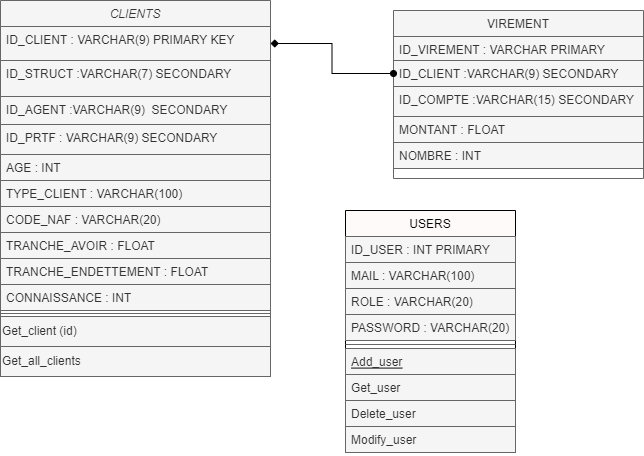 CLIENTS
ID_CLIENT : VARCHAR(9) PRIMARY KEY
ID_STRUCT :VARCHAR(7) SECONDARY
ID_AGENT :VARCHAR(9) SECONDARY
ID_PRTF : VARCHAR(9) SECONDARY
AGE : INT
TYPE_CLIENT : VARCHAR(100)
CODE_NAF : VARCHAR(20)
TRANCHE_AVOIR : FLOAT
TRANCHE_ENDETTEMENT : FLOAT
CONNAISSANCE : INT
Get_client (id)
Get_all_clients
VIREMENT
ID_VIREMENT : VARCHAR PRIMARY
ID_CLIENT :VARCHAR(9) SECONDARY
ID_COMPTE :VARCHAR(15) SECONDARY
MONTANT : FLOAT
NOMBRE : INT
USERS
ID_USER : INT PRIMARY
MAIL : VARCHAR(100)
ROLE : VARCHAR(20)
PASSWORD : VARCHAR(20)
Add_user
Get_user
Delete_user
Modify_user